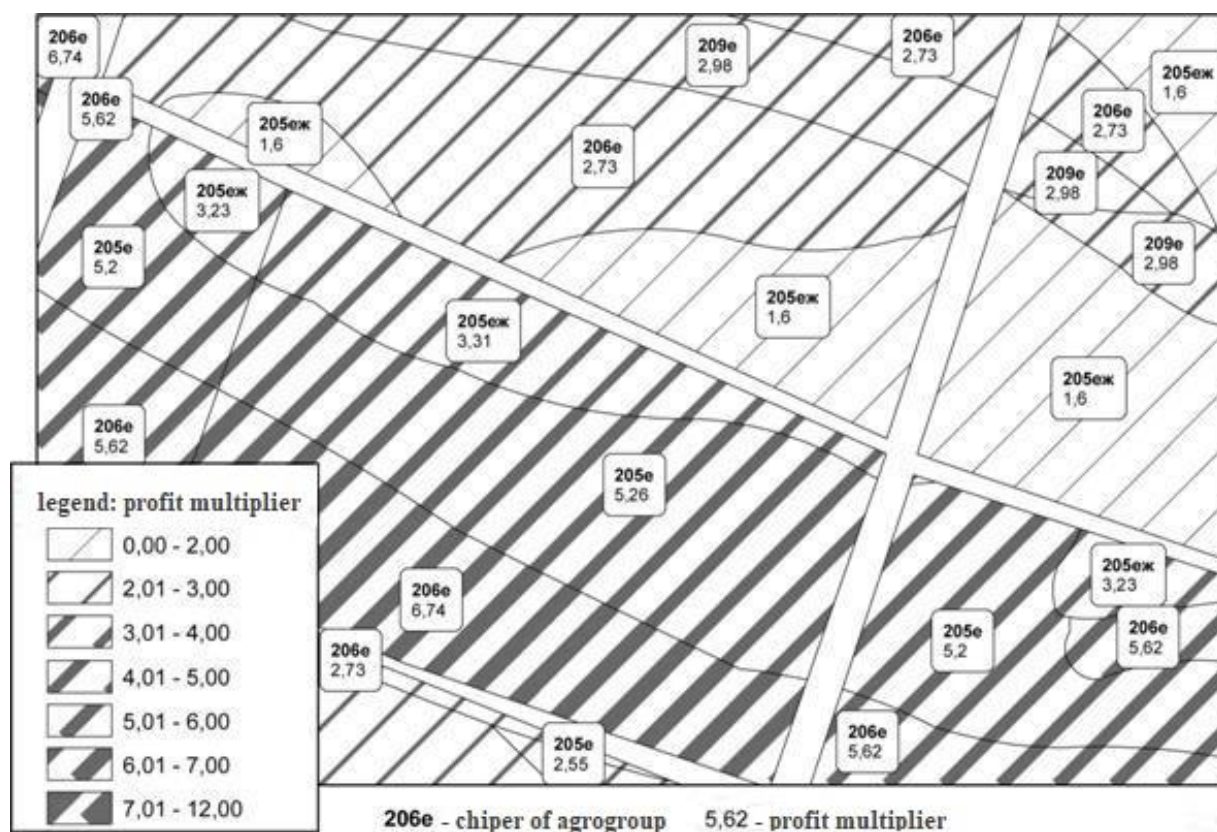 206е
6,74
209е
2,98
206е
2,73
205еж
1,6
206е
5,62
205еж
1,6
206е
2,73
206е
2,73
209е
2,98
205еж
3,23
205е
5,2
209е
2,98
205еж
3,31
205еж
1,6
205еж
1,6
206е
5,62
205е
5,26
206е
6,74
205еж
3,23
205е
5,2
206е
5,62
206е
2,73
205е
2,55
206е
5,62
legend: profit multiplier
0,00 - 2,00
2,01 - 3,00
3,01 - 4,00
4,01 - 5,00
5,01 - 6,00
6,01 - 7,00
7,01 - 12,00
206е - chiper of agrogroup 5,62 - profit multiplier